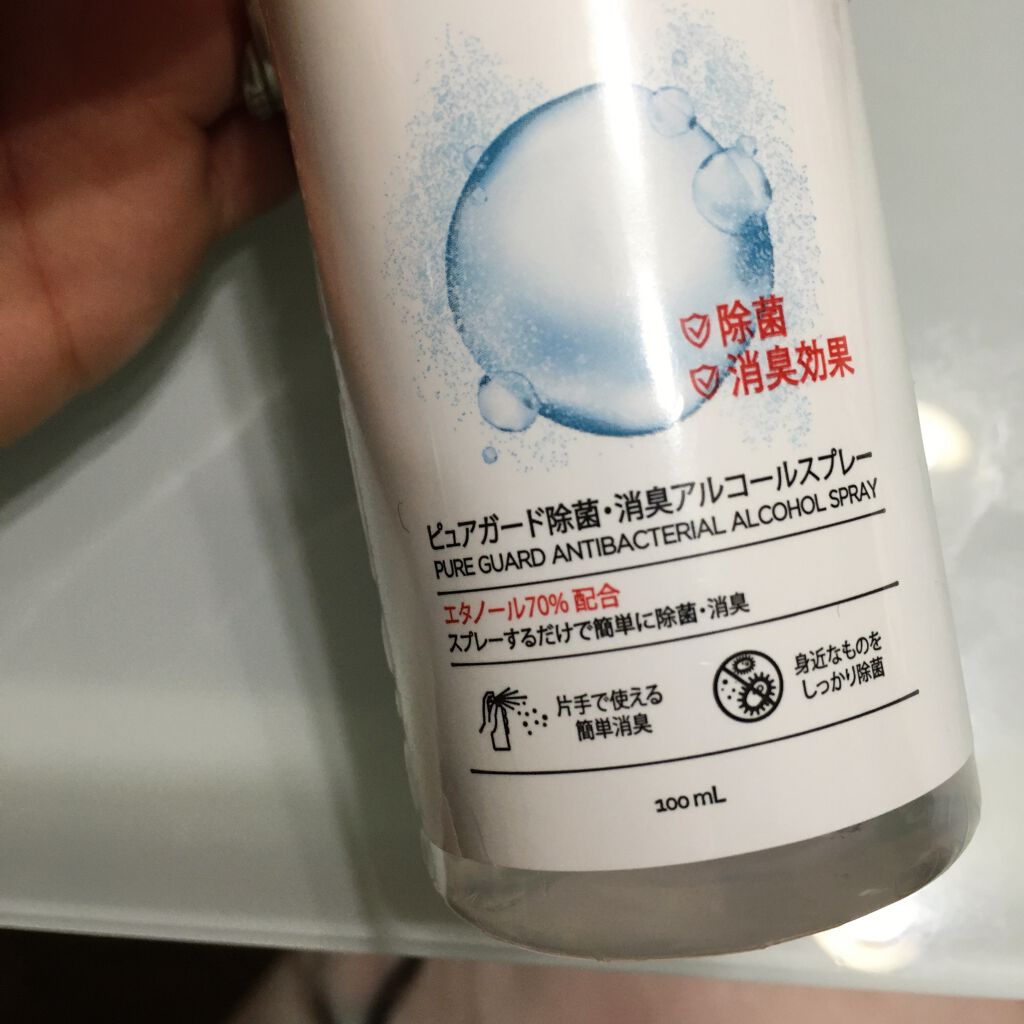 除菌
消臭効果
ピュアガード除菌・消臭アルコールスプレー
PURE GUARD ANTIBACTERIAL ALCOHOL SPRAY
エタノール70% 配合
スプレーするだけで簡単に除菌・消臭
片手で使える
簡単消臭
身近なものを
しっかり除菌
100 mL